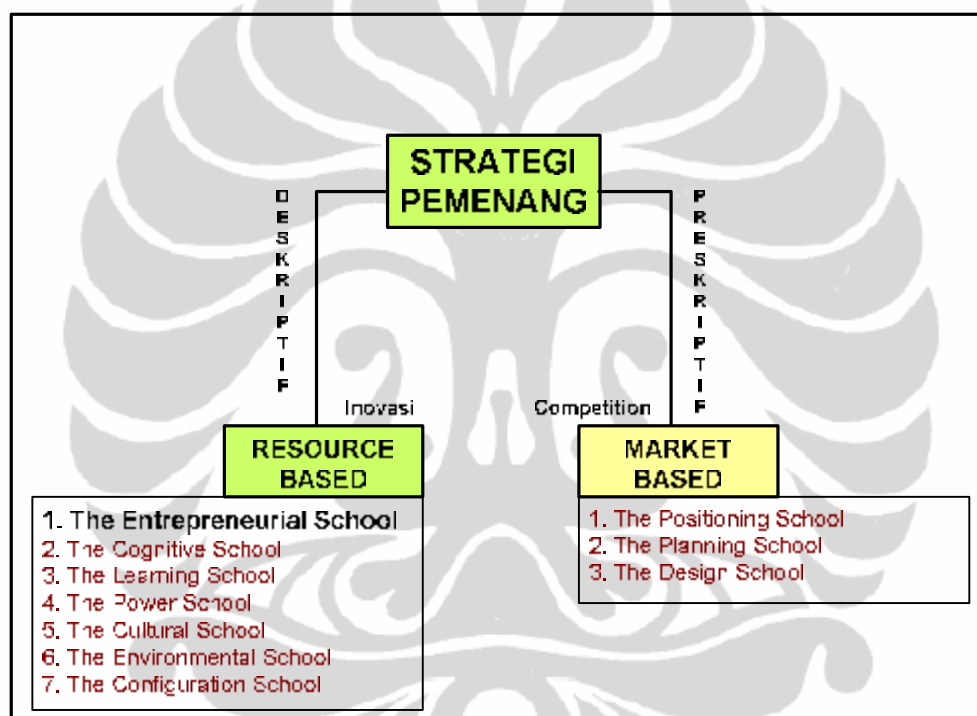 STRATEGI
PEMENANG
DESKRIPTIF
PRESKRIPTIF
Inovasi
Competition
RESOURCE
BASED
MARKET
BASED
1. The Entrepreneurial School
2. The Cognitive School
3. The Learning School
4. The Power School
5. The Cultural School
6. The Environmental School
7. The Configuration School
1. The Positioning School
2. The Planning School
3. The Design School